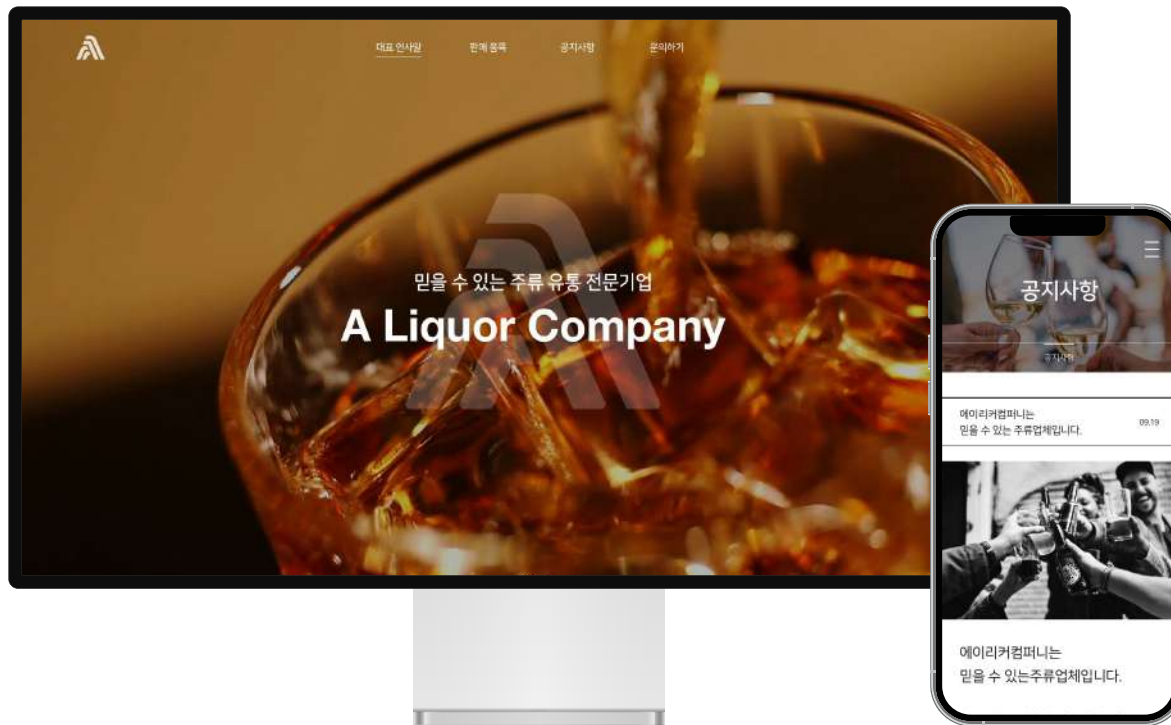 대표 인사말 판매 품목 공지사항 문의하기
믿을 수 있는 주류 유통 전문기업
A Liquor Company
공지사항
공지사항
에이리커컴퍼니는
믿을 수 있는 주류업체입니다.
09.19
에이리커컴퍼니는
믿을 수 있는주류업체입니다.